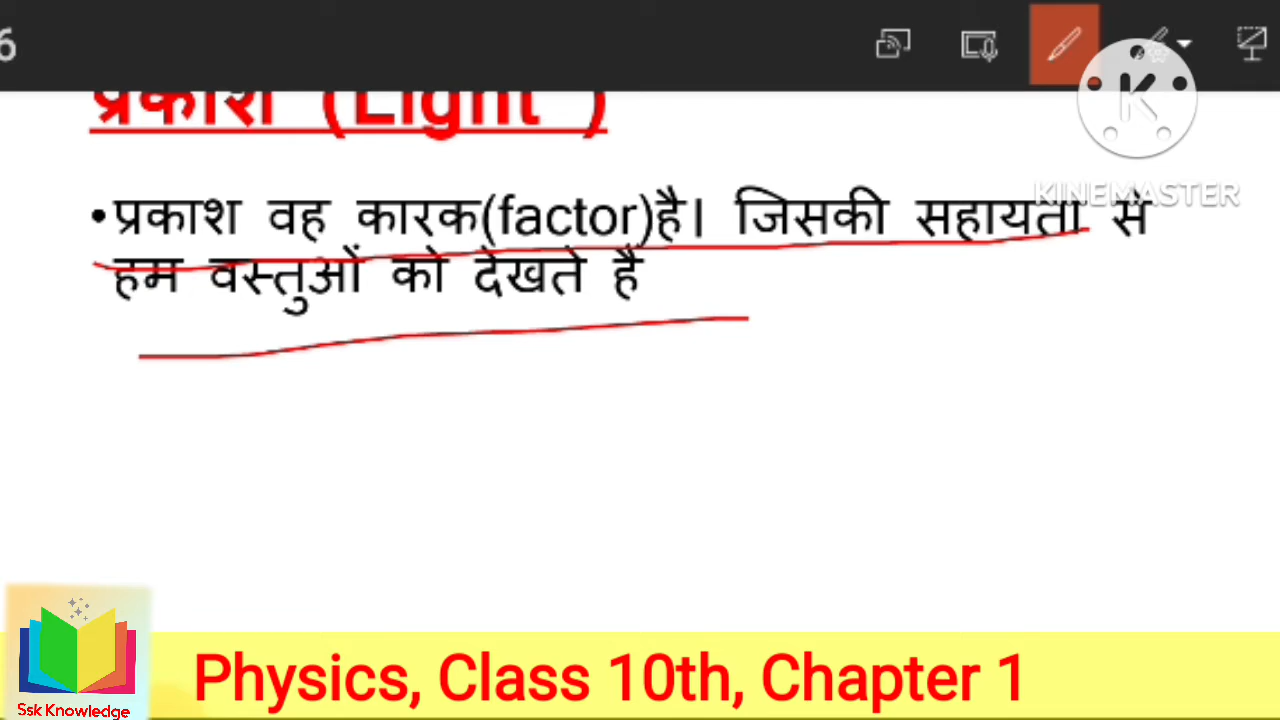 6
प्रकाश (Light )
KINEMASTER
•प्रकाश वह कारक(factor)है। जिसकी सहायता से
हम वस्तुओं को देखते है
Physics, Class 10th, Chapter 1
Ssk Knowledge